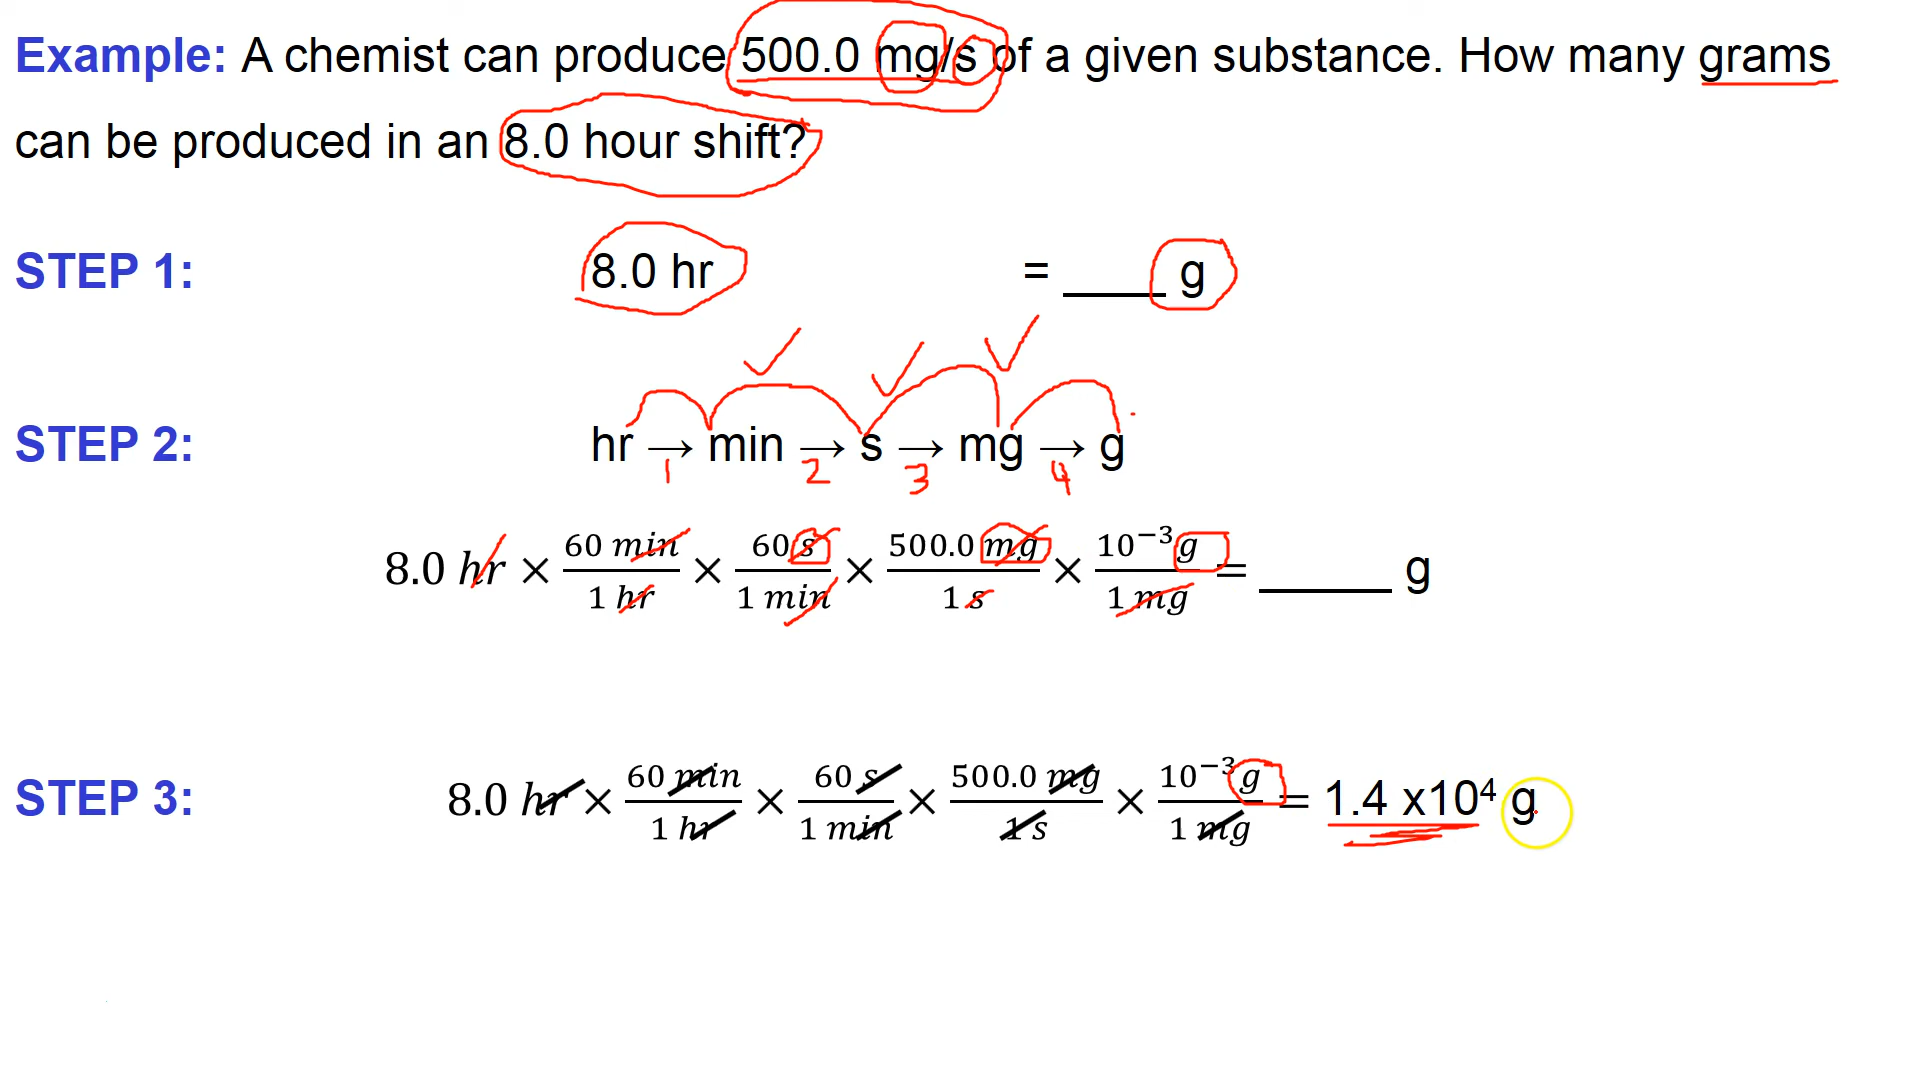 Example: A chemist can produce 500.0 mg/s of a given substance. How many grams
can be produced in an 8.0 hour shift?
STEP 1: 8.0 hr = ____ g
STEP 2: hr → min → s → mg → g
1 2 3 4
8.0 hr × 60 min / 1 hr × 60 s / 1 min × 500.0 mg / 1 s × 10⁻³ g / 1 mg = _____ g
STEP 3: 8.0 hr × 60 min / 1 hr × 60 s / 1 min × 500.0 mg / 1 s × 10⁻³ g / 1 mg = 1.4 x10⁴ g